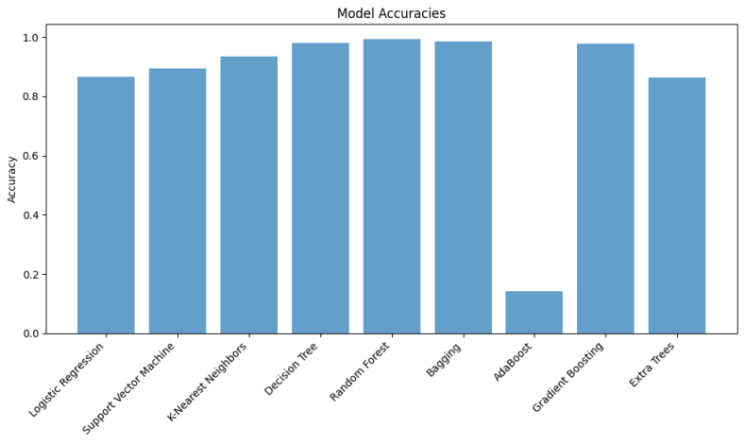 Model Accuracies
1.0
0.8
0.6
0.4
0.2
0.0
Accuracy
Logistic Regression
Support Vector Machine
K-Nearest Neighbors
Decision Tree
Random Forest
Bagging
AdaBoost
Gradient Boosting
Extra Trees